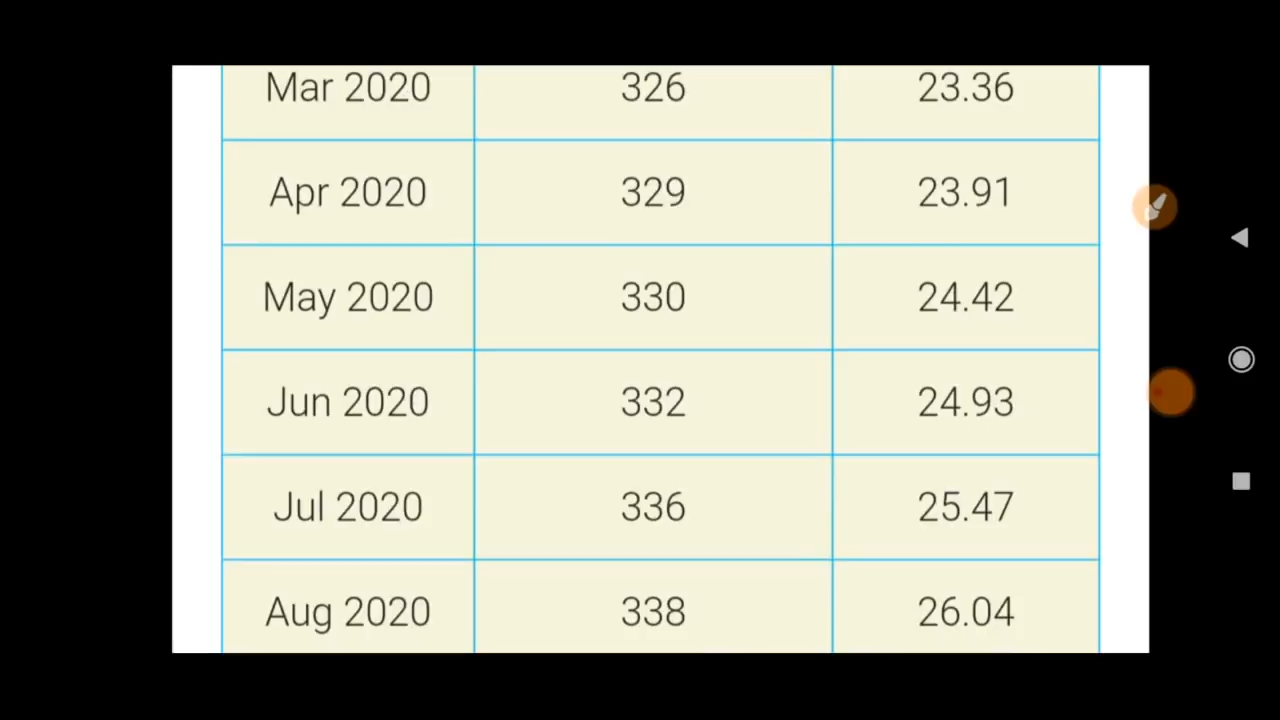 Mar 2020 326 23.36
Apr 2020 329 23.91
May 2020 330 24.42
Jun 2020 332 24.93
Jul 2020 336 25.47
Aug 2020 338 26.04